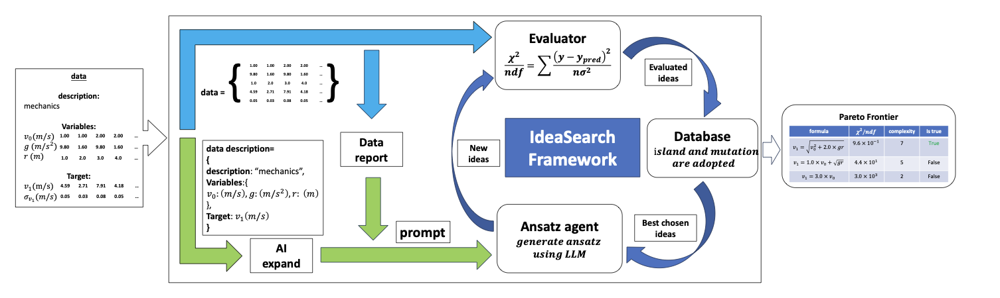 data
description:
mechanics
Variables:
v₀(m/s) 1.00 1.00 2.00 2.00 ...
g (m/s²) 9.80 1.60 9.80 1.60 ...
r (m) 1.0 2.0 3.0 4.0 ...
Target:
v₁(m/s) 4.59 2.71 7.91 4.18 ...
σ_{v₁}(m/s) 0.05 0.03 0.08 0.05 ...
data = {
1.00 1.00 2.00 2.00 ...
9.80 1.60 9.80 1.60 ...
1.0 2.0 3.0 4.0 ...
4.59 2.71 7.91 4.18 ...
0.05 0.03 0.08 0.05 ...
}
data description=
{
description: “mechanics”,
Variables:{
v₀: (m/s), g: (m/s²), r: (m)
},
Target: v₁(m/s)
}
AI
expand
Data
report
prompt
Evaluator
χ²/ndf = ∑ (y − y_pred)²/nσ²
Evaluated
ideas
New
ideas
IdeaSearch
Framework
Database
island and mutation
are adopted
Best chosen
ideas
Ansatz agent
generate ansatz
using LLM
Pareto Frontier
formula χ²/ndf complexity Is true
v₁ = √(v₀² + 2.0 × gr) 9.6 × 10⁻¹ 7 True
v₁ = 1.0 × v₀ + √gr 4.4 × 10¹ 5 False
v₁ = 3.0 × v₀ 3.0 × 10³ 2 False